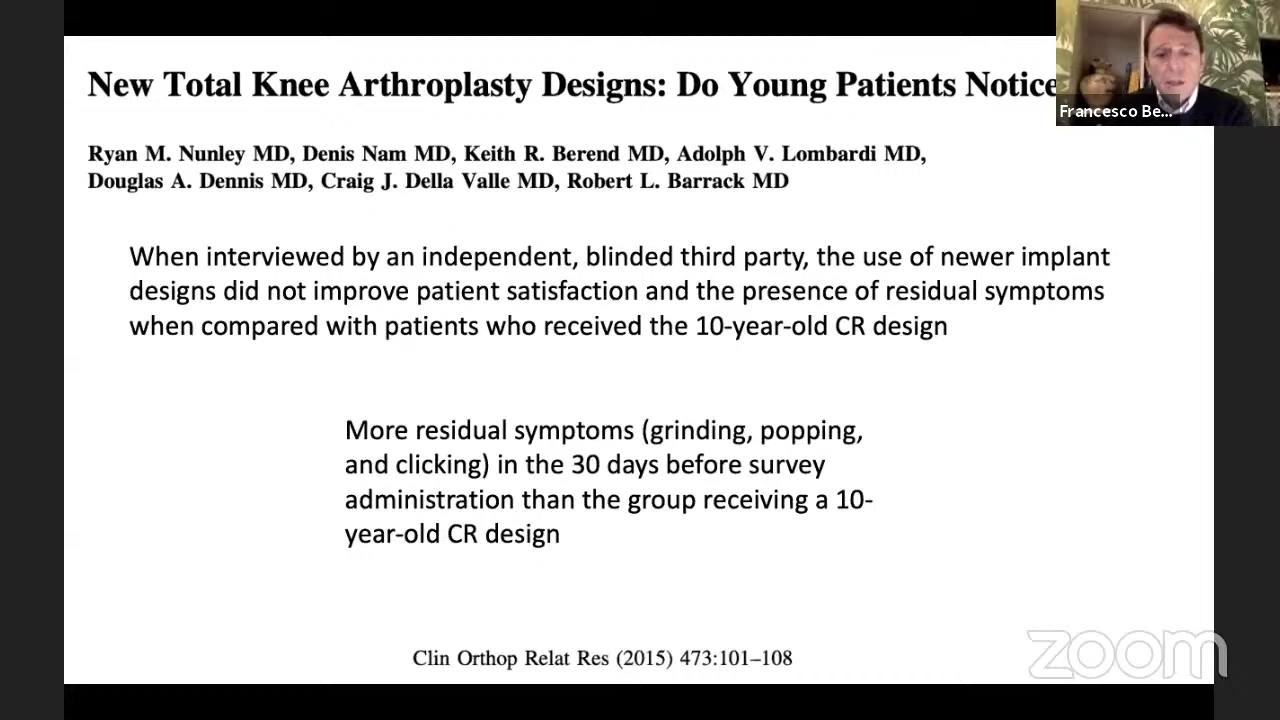 New Total Knee Arthroplasty Designs: Do Young Patients Notice
Francesco Be...
Ryan M. Nunley MD, Denis Nam MD, Keith R. Berend MD, Adolph V. Lombardi MD,
Douglas A. Dennis MD, Craig J. Della Valle MD, Robert L. Barrack MD
When interviewed by an independent, blinded third party, the use of newer implant
designs did not improve patient satisfaction and the presence of residual symptoms
when compared with patients who received the 10-year-old CR design
More residual symptoms (grinding, popping,
and clicking) in the 30 days before survey
administration than the group receiving a 10-
year-old CR design
Clin Orthop Relat Res (2015) 473:101–108
zoom